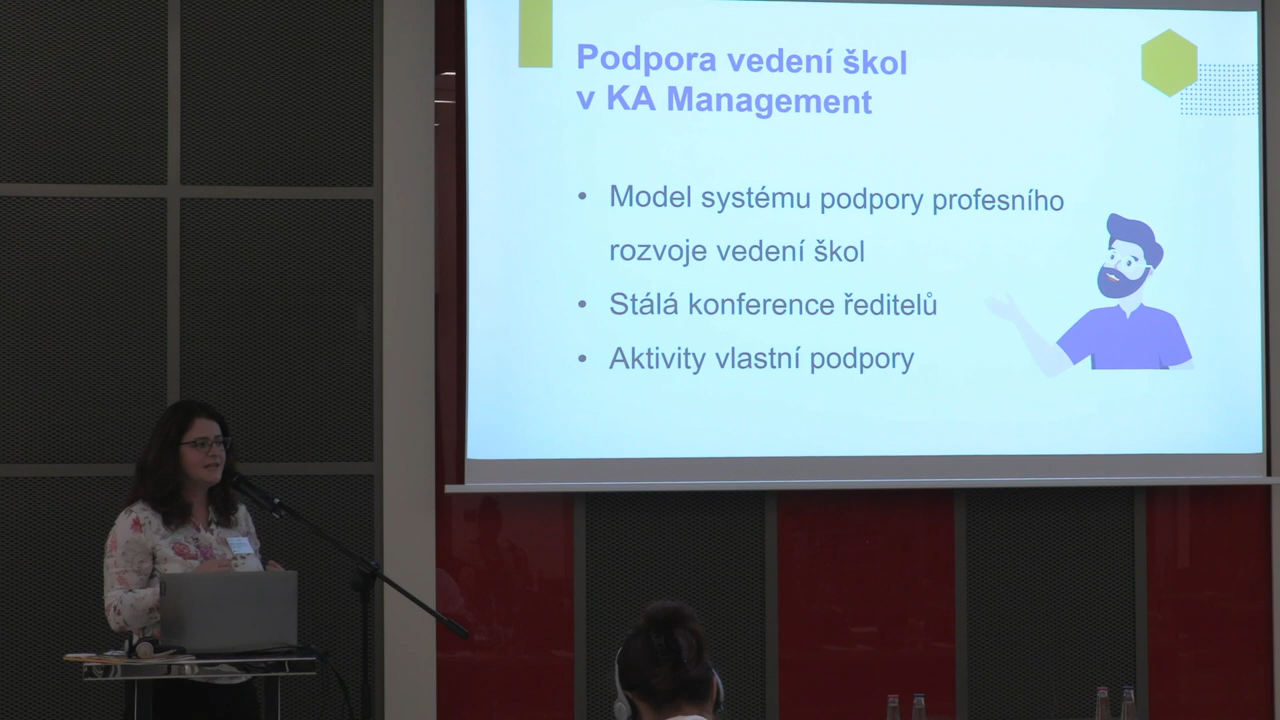 Podpora vedení škol
v KA Management
• Model systému podpory profesního
rozvoje vedení škol
• Stálá konference ředitelů
• Aktivity vlastní podpory